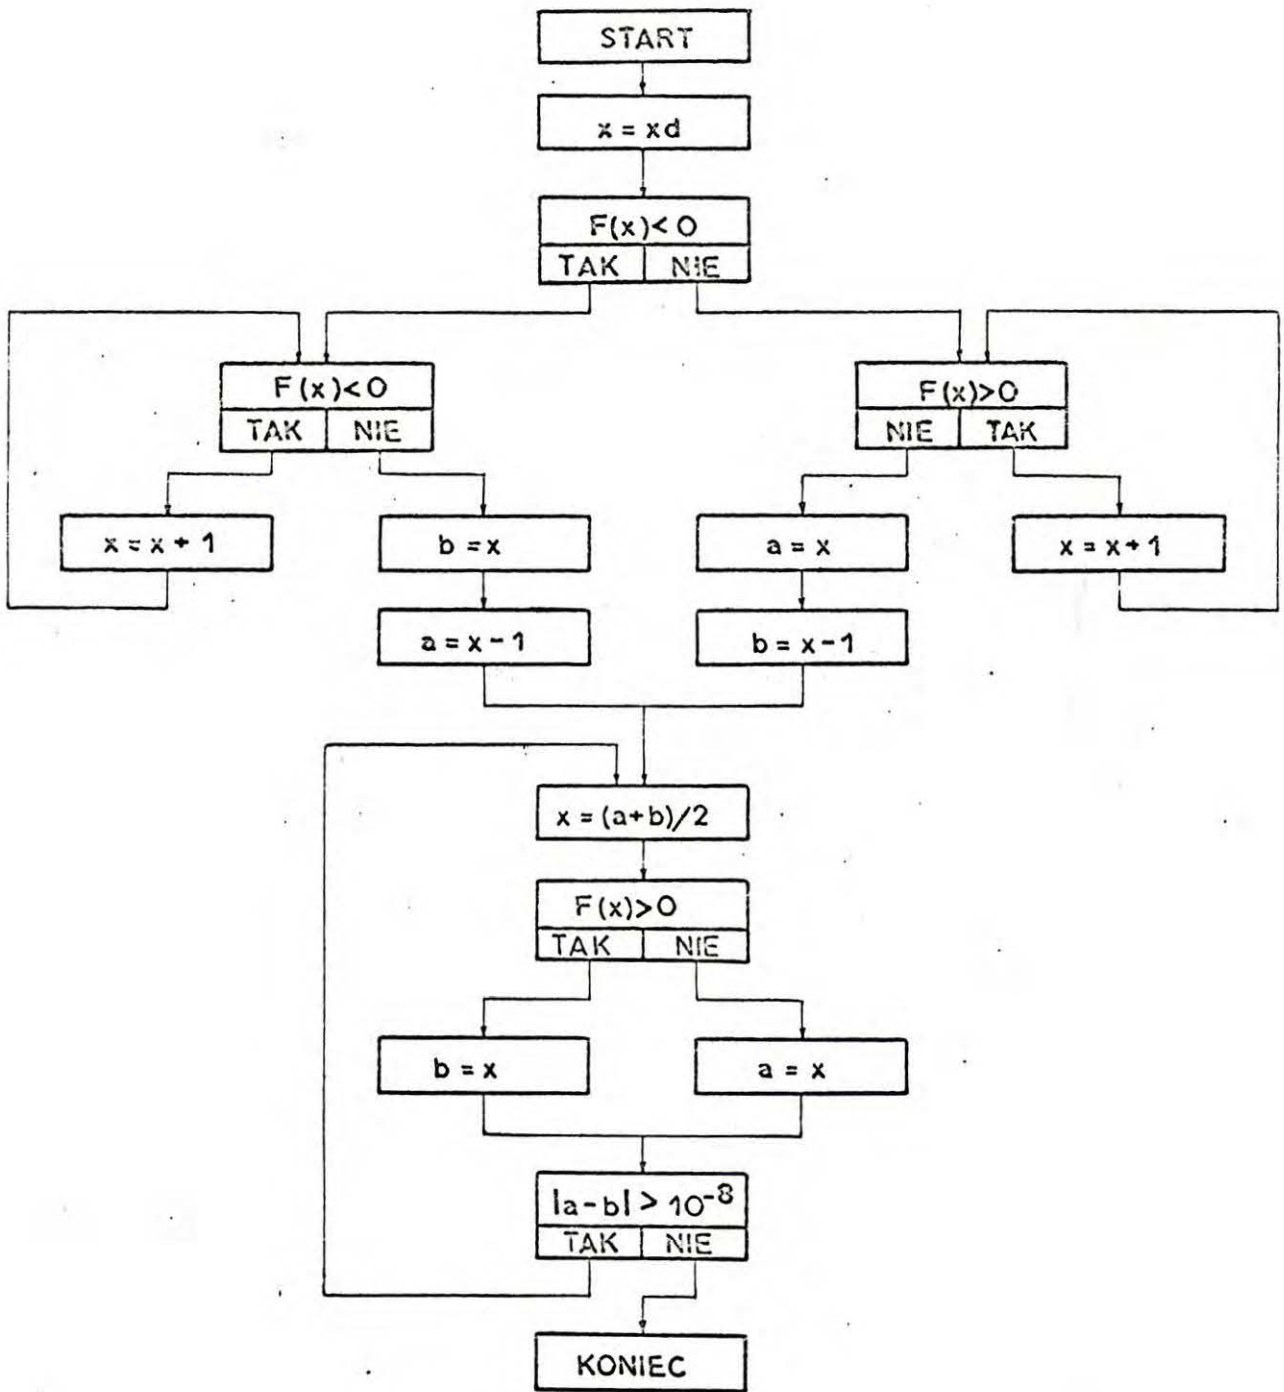 START
x = xd
F(x) < 0
TAK NIE
F(x) < 0
TAK NIE
F(x) > 0
NIE TAK
x = x + 1
b = x
a = x
x = x + 1
a = x - 1
b = x - 1
x = (a+b)/2
F(x) > 0
TAK NIE
b = x
a = x
|a - b| > 10⁻⁸
TAK NIE
KONIEC